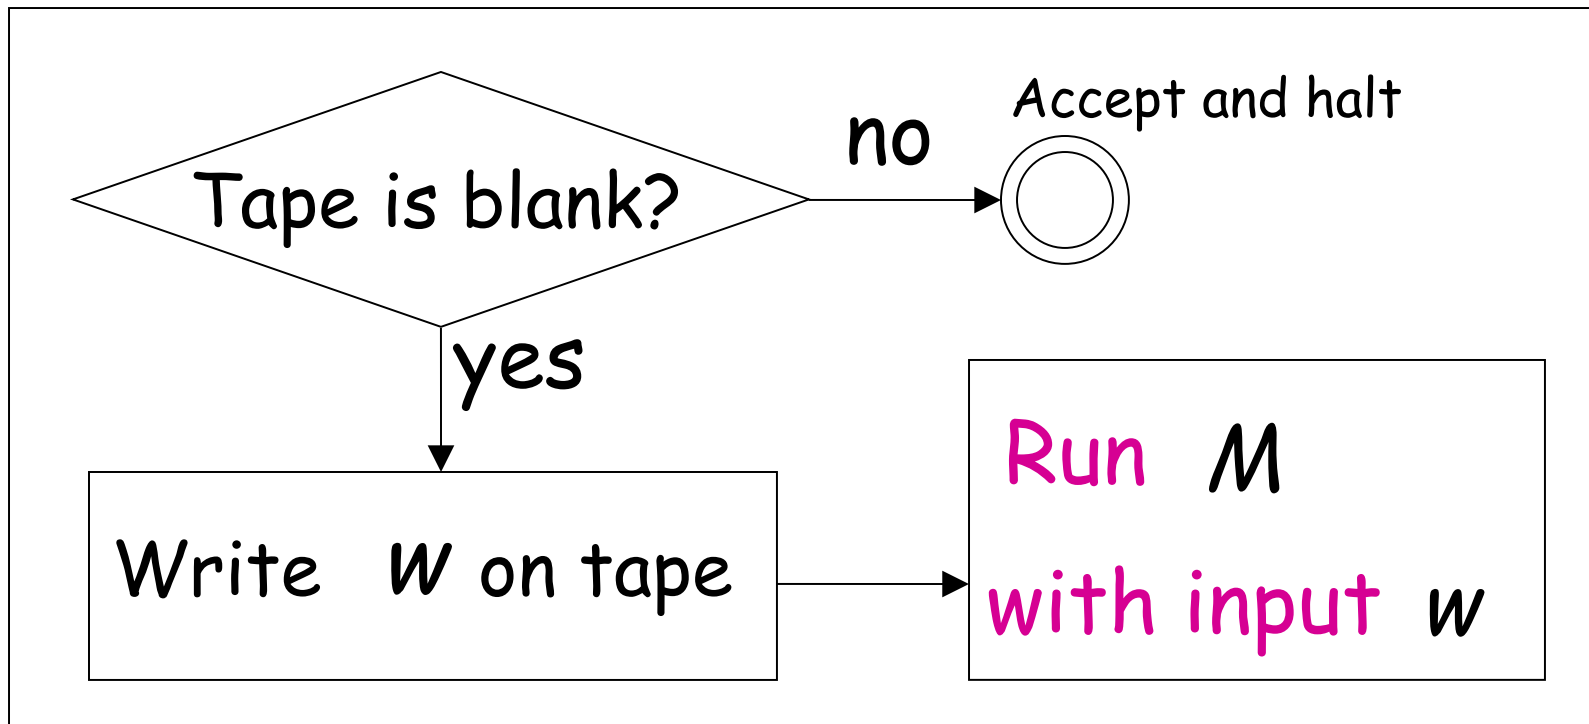 Accept and halt
no
Tape is blank?
yes
Write w on tape
Run M
with input w